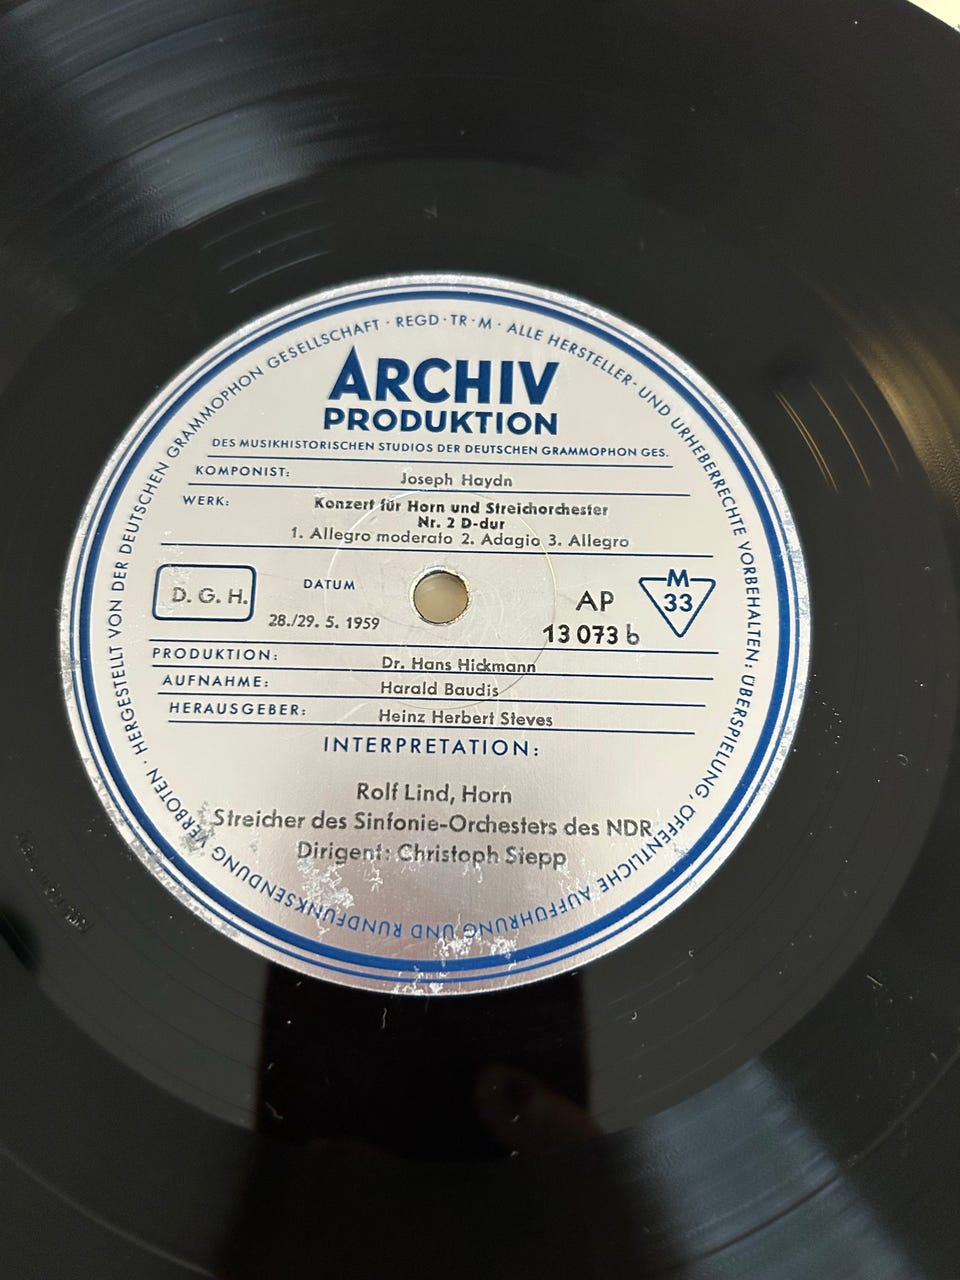 HERGESTELLT VON DER DEUTSCHEN GRAMMOPHON GESELLSCHAFT · REGD·TR·M · ALLE HERSTELLER- UND URHEBERRECHTE VORBEHALTEN: ÜBERSPIELUNG, ÖFFENTLICHE AUFFÜHRUNG UND RUNDFUNKSENDUNG VERBOTEN ·
ARCHIV
PRODUKTION
DES MUSIKHISTORISCHEN STUDIOS DER DEUTSCHEN GRAMMOPHON GES.
KOMPONIST: Joseph Haydn
WERK: Konzert für Horn und Streichorchester
Nr. 2 D-dur
1. Allegro moderato 2. Adagio 3. Allegro
D. G. H. DATUM AP M
28./29. 5. 1959 13 073 b 33
PRODUKTION: Dr. Hans Hickmann
AUFNAHME: Harald Baudis
HERAUSGEBER: Heinz Herbert Steves
INTERPRETATION:
Rolf Lind, Horn
Streicher des Sinfonie-Orchesters des NDR
Dirigent: Christoph Stepp